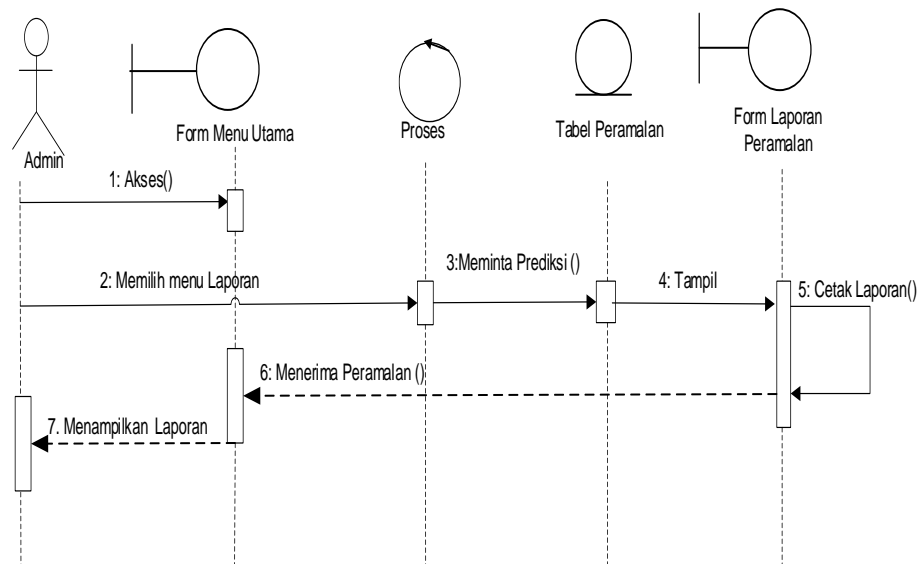 Admin
Form Menu Utama
Proses
Tabel Peramalan
Form Laporan
Peramalan
1: Akses()
2: Memilih menu Laporan
3:Meminta Prediksi ()
4: Tampil
5: Cetak Laporan()
6: Menerima Peramalan ()
7. Menampilkan Laporan